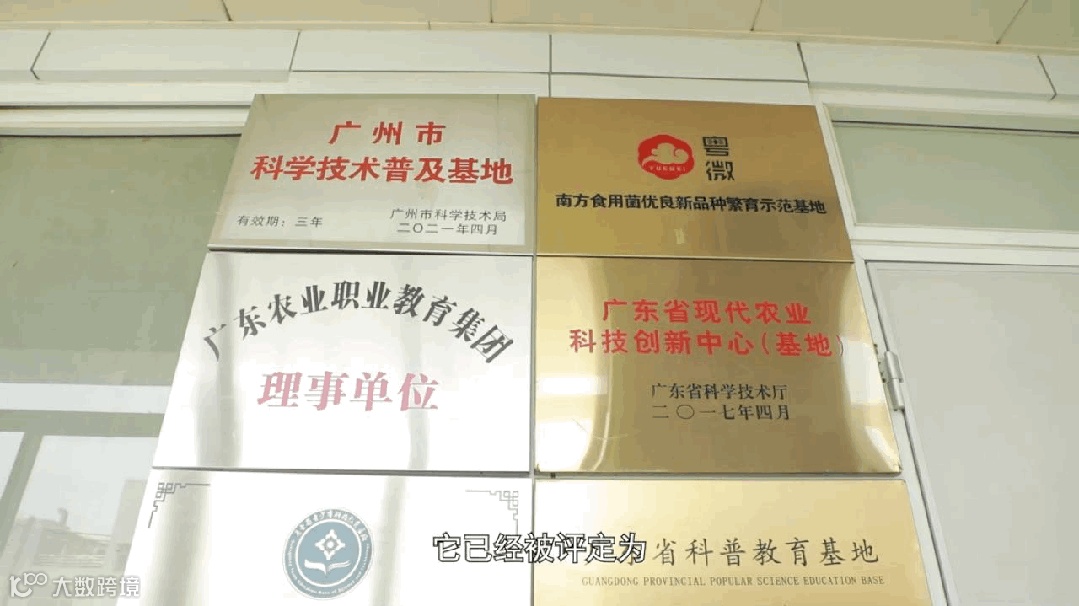 广州市
科学技术普及基地
有效期：三年
广州市科学技术局
二〇二一年四月
YUEWEI
粤微
南方食用菌优良新品种繁育示范基地
广东农业职业教育集团
理事单位
广东省现代农业
科技创新中心（基地）
广东省科学技术厅
二〇一七年四月
省科普教育基地
GUANGDONG PROVINCIAL POPULAR SCIENCE EDUCATION BASE
它已经被评定为
大数跨境